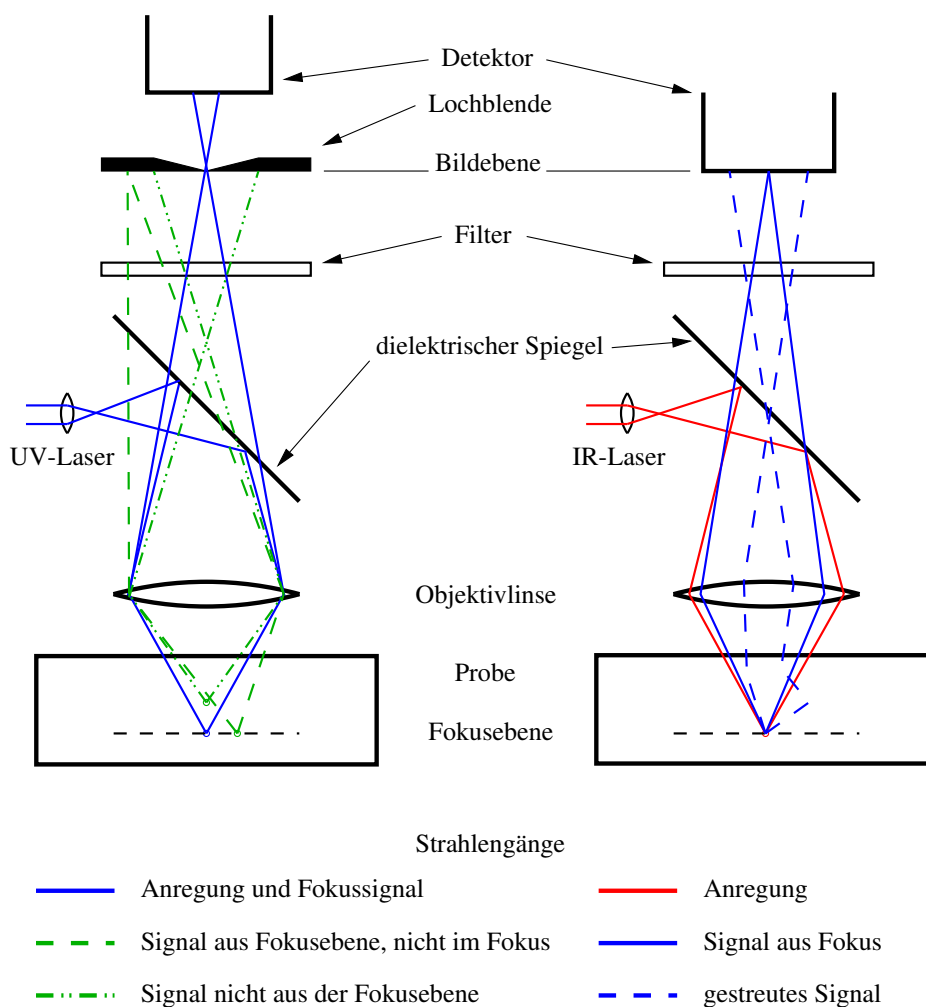 Detektor
Lochblende
Bildebene
Filter
dielektrischer Spiegel
UV-Laser
IR-Laser
Objektivlinse
Probe
Fokusebene
Strahlengänge
Anregung und Fokussignal
Anregung
Signal aus Fokusebene, nicht im Fokus
Signal aus Fokus
Signal nicht aus der Fokusebene
gestreutes Signal